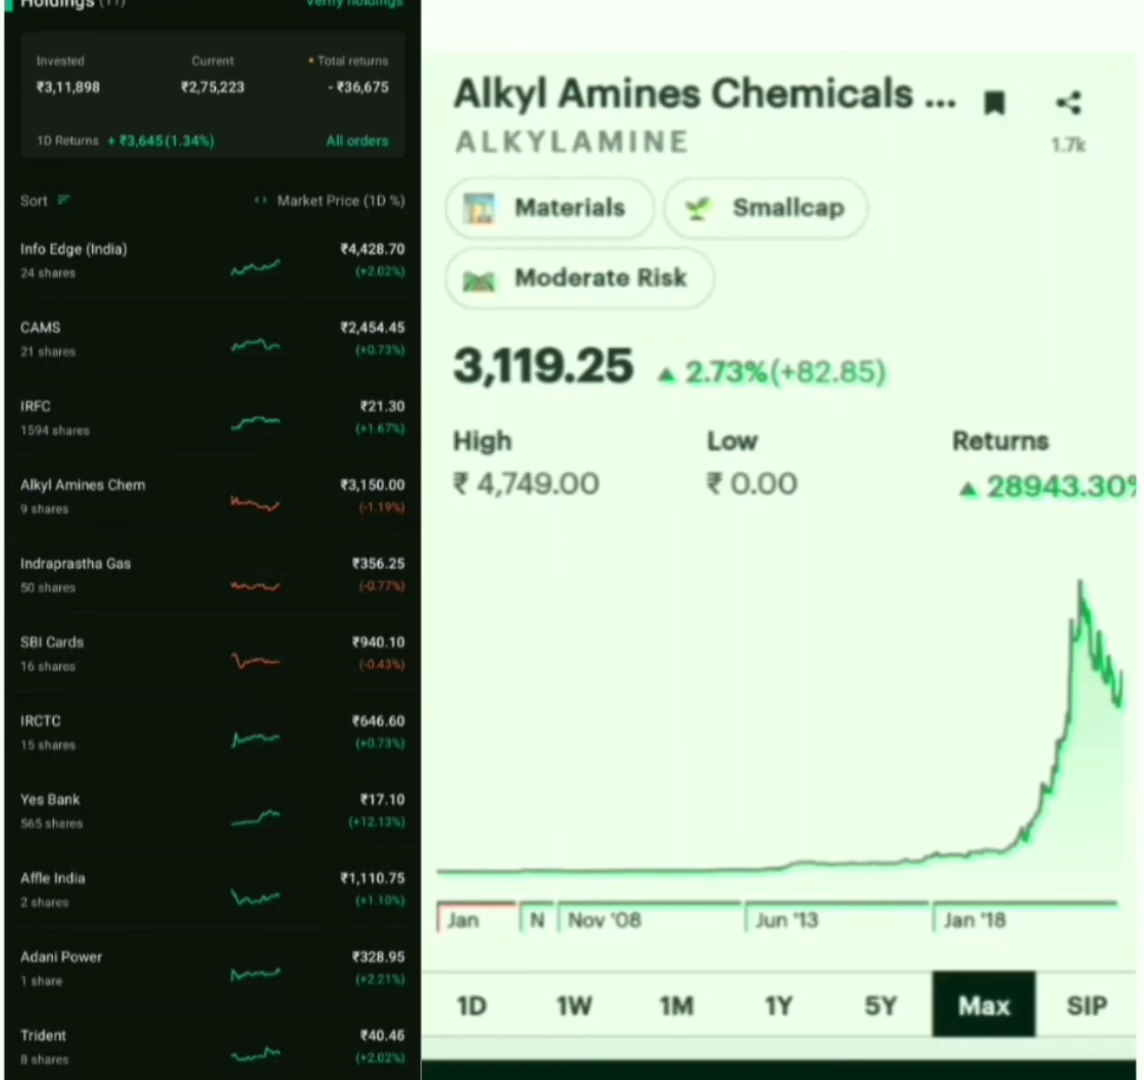 Holdings (11)
Verify holdings
Invested
Current
Total returns
₹3,11,898
₹2,75,223
- ₹36,675
1D Returns + ₹3,645(1.34%)
All orders
Sort
Market Price (1D %)
Info Edge (India)
₹4,428.70
24 shares
(+2.02%)
CAMS
₹2,454.45
21 shares
(+0.73%)
IRFC
₹21.30
1594 shares
(+1.67%)
Alkyl Amines Chem
₹3,150.00
9 shares
(-1.19%)
Indraprastha Gas
₹356.25
50 shares
(-0.77%)
SBI Cards
₹940.10
16 shares
(-0.43%)
IRCTC
₹646.60
15 shares
(+0.73%)
Yes Bank
₹17.10
565 shares
(+12.13%)
Affle India
₹1,110.75
2 shares
(+1.10%)
Adani Power
₹328.95
1 share
(+2.21%)
Trident
₹40.45
8 shares
(+2.02%)
Alkyl Amines Chemicals ...
ALKYLAMINE
1.7k
Materials
Smallcap
Moderate Risk
3,119.25
2.73%(+82.85)
High
Low
Returns
₹ 4,749.00
₹ 0.00
28943.30%
Jan
N
Nov '08
Jun '13
Jan '18
1D
1W
1M
1Y
5Y
Max
SIP